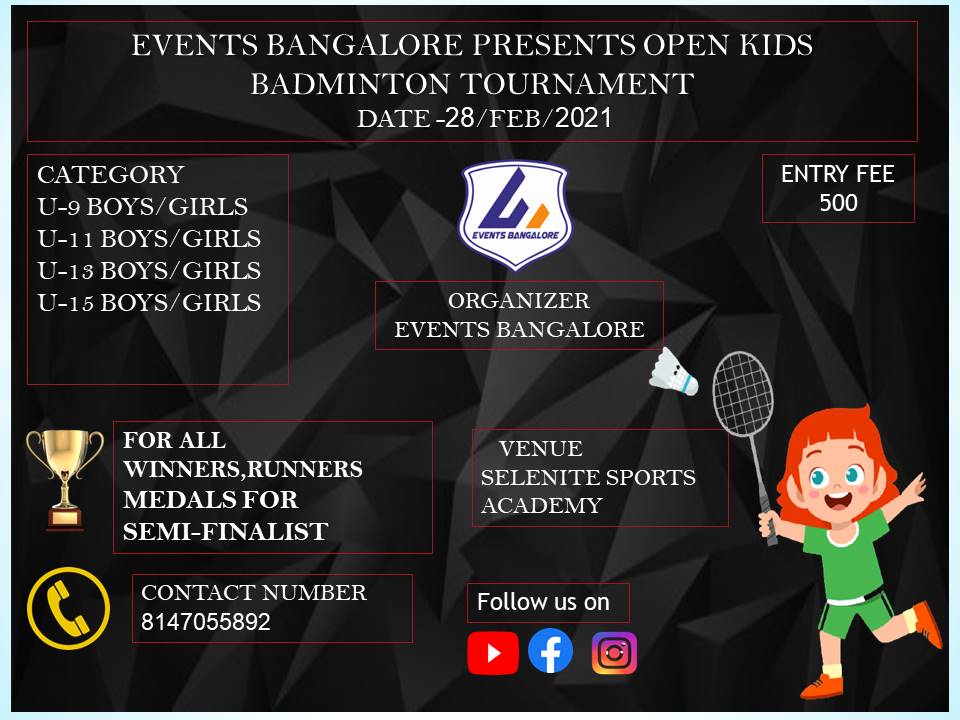 EVENTS BANGALORE PRESENTS OPEN KIDS
BADMINTON TOURNAMENT
DATE -28/FEB/2021
CATEGORY
U-9 BOYS/GIRLS
U-11 BOYS/GIRLS
U-13 BOYS/GIRLS
U-15 BOYS/GIRLS
EVENTS BANGALORE
ENTRY FEE
500
ORGANIZER
EVENTS BANGALORE
FOR ALL
WINNERS,RUNNERS
MEDALS FOR
SEMI-FINALIST
VENUE
SELENITE SPORTS
ACADEMY
CONTACT NUMBER
8147055892
Follow us on